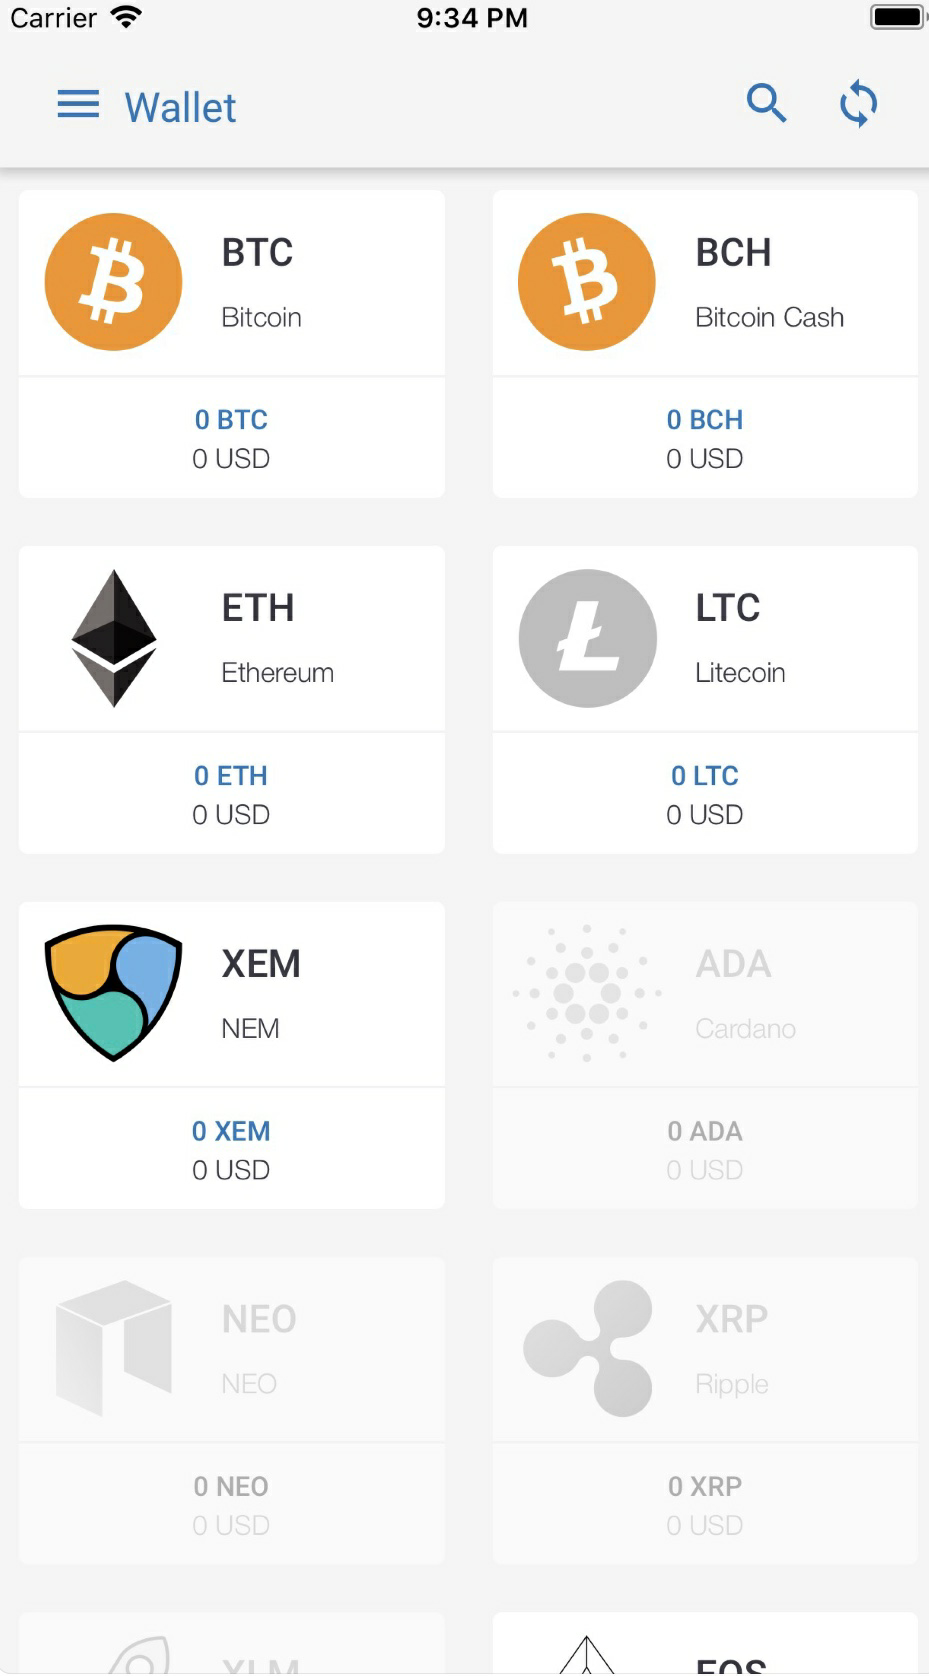 Carrier 9:34 PM
Wallet
BTC
Bitcoin
0 BTC
0 USD
BCH
Bitcoin Cash
0 BCH
0 USD
ETH
Ethereum
0 ETH
0 USD
LTC
Litecoin
0 LTC
0 USD
XEM
NEM
0 XEM
0 USD
ADA
Cardano
0 ADA
0 USD
NEO
NEO
0 NEO
0 USD
XRP
Ripple
0 XRP
0 USD
XLM
EOS